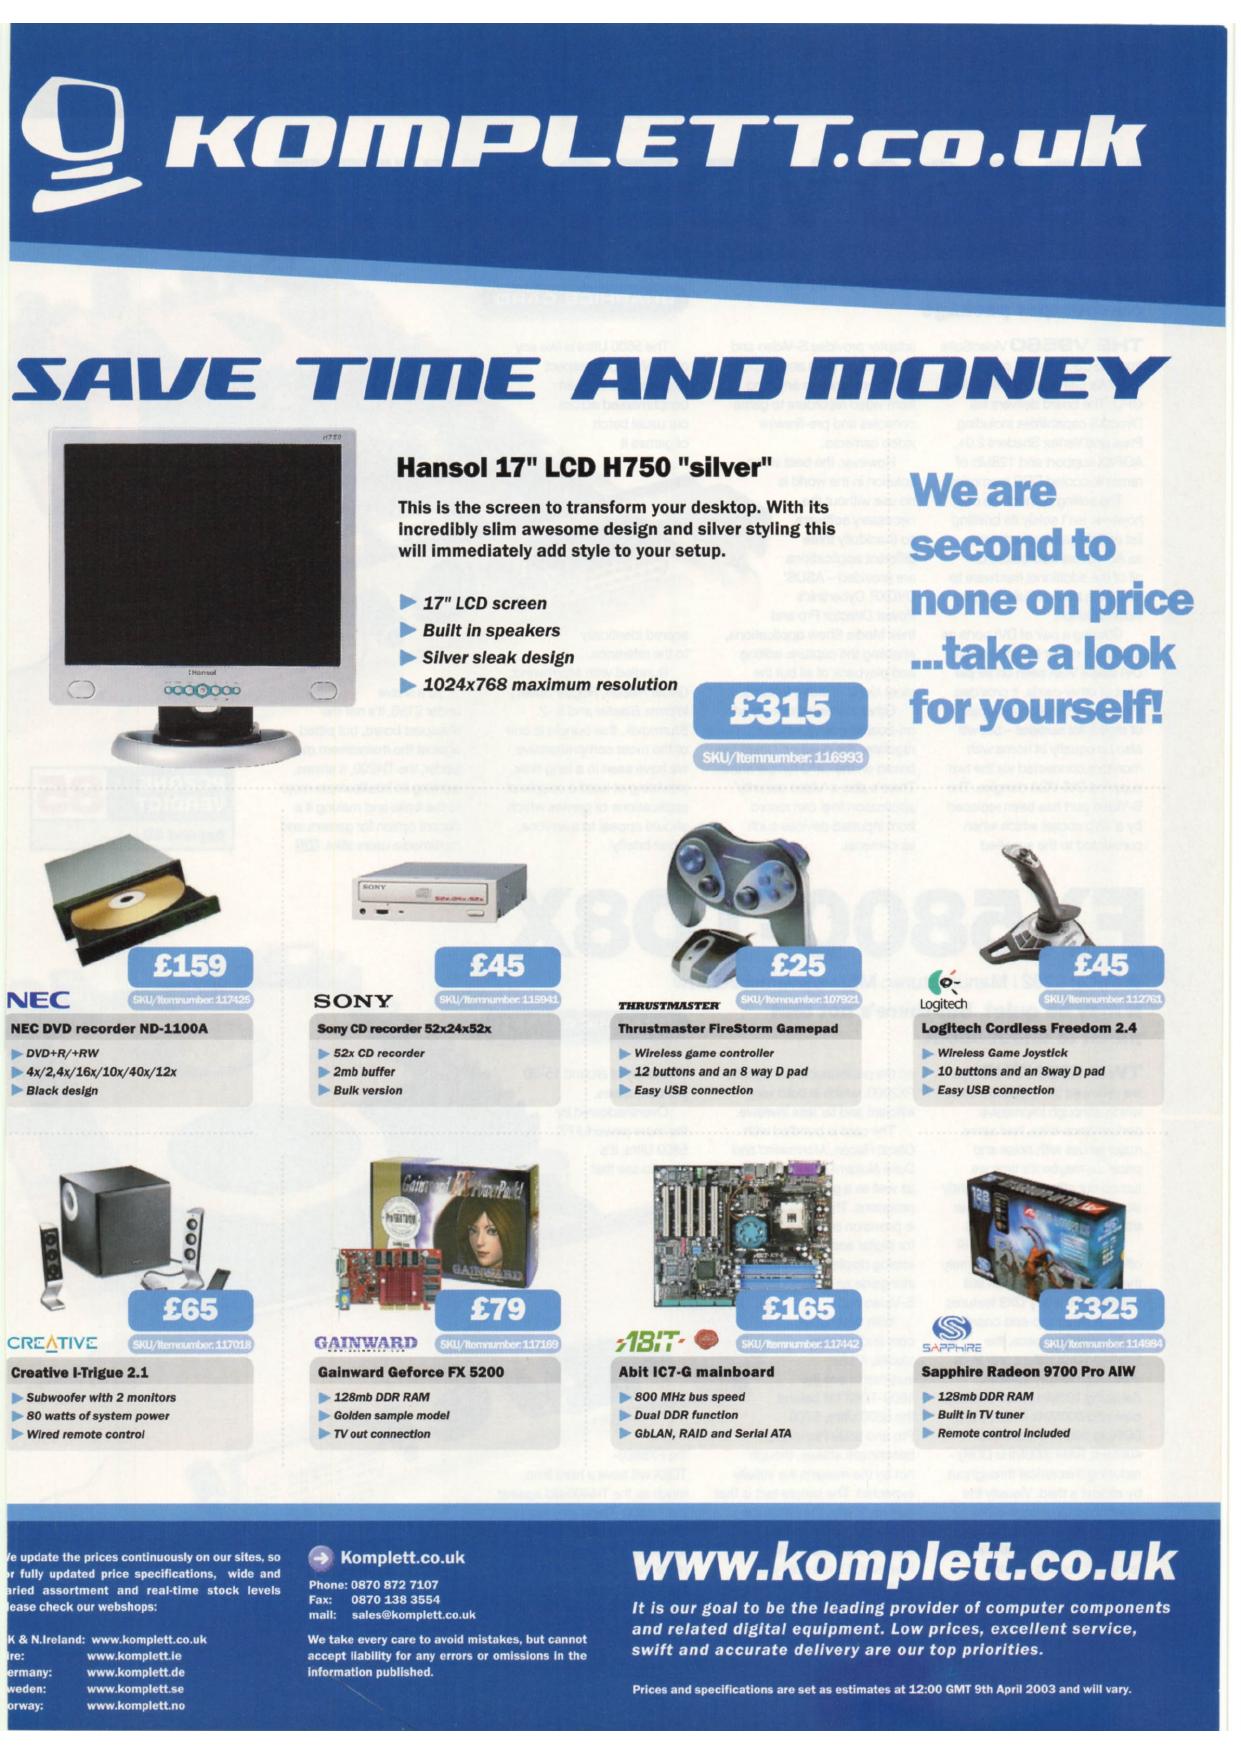 KOMPLETT.co.uk
SAVE TIME AND MONEY
H750
Hansol
Hansol 17" LCD H750 "silver"
This is the screen to transform your desktop. With its
incredibly slim awesome design and silver styling this
will immediately add style to your setup.
17" LCD screen
Built in speakers
Silver sleak design
1024x768 maximum resolution
£315
SKU/Itemnumber: 116993
We are
second to
none on price
...take a look
for yourself!
£159
NEC
SKU/Itemnumber: 117425
NEC DVD recorder ND-1100A
DVD+R/+RW
4x/2,4x/16x/10x/40x/12x
Black design
SONY
52x.24x.52x
£45
SONY
SKU/Itemnumber: 115941
Sony CD recorder 52x24x52x
52x CD recorder
2mb buffer
Bulk version
£25
THRUSTMASTER
SKU/Itemnumber: 107921
Thrustmaster FireStorm Gamepad
Wireless game controller
12 buttons and an 8 way D pad
Easy USB connection
£45
Logitech
SKU/Itemnumber: 112761
Logitech Cordless Freedom 2.4
Wireless Game Joystick
10 buttons and an 8way D pad
Easy USB connection
£65
CREATIVE
SKU/Itemnumber: 117018
Creative I-Trigue 2.1
Subwoofer with 2 monitors
80 watts of system power
Wired remote control
Gainward FX PowerPack!
GAINWARD
£79
GAINWARD
SKU/Itemnumber: 117169
Gainward Geforce FX 5200
128mb DDR RAM
Golden sample model
TV out connection
£165
ABIT
SKU/Itemnumber: 117442
Abit IC7-G mainboard
800 MHz bus speed
Dual DDR function
GbLAN, RAID and Serial ATA
128
£325
SAPPHIRE
SKU/Itemnumber: 114984
Sapphire Radeon 9700 Pro AIW
128mb DDR RAM
Built in TV tuner
Remote control included
e update the prices continuously on our sites, so
r fully updated price specifications, wide and
aried assortment and real-time stock levels
lease check our webshops:
K & N.Ireland: www.komplett.co.uk
ire: www.komplett.ie
ermany: www.komplett.de
weden: www.komplett.se
orway: www.komplett.no
Komplett.co.uk
Phone: 0870 872 7107
Fax: 0870 138 3554
mail: sales@komplett.co.uk
We take every care to avoid mistakes, but cannot
accept liability for any errors or omissions in the
information published.
www.komplett.co.uk
It is our goal to be the leading provider of computer components
and related digital equipment. Low prices, excellent service,
swift and accurate delivery are our top priorities.
Prices and specifications are set as estimates at 12:00 GMT 9th April 2003 and will vary.